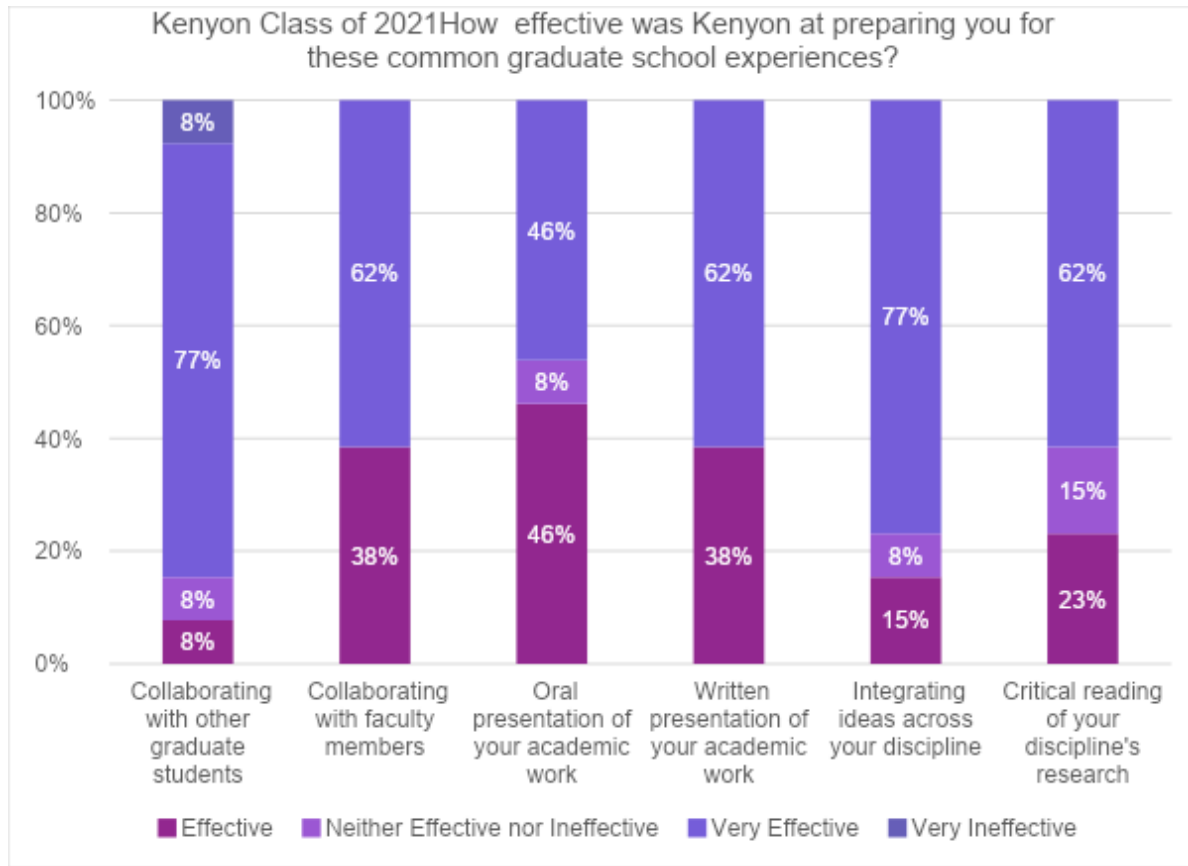 Kenyon Class of 2021How  effective was Kenyon at preparing you for
these common graduate school experiences?
100%
80%
60%
40%
20%
0%
8%
77%
8%
8%
62%
38%
46%
8%
46%
62%
38%
77%
8%
15%
62%
15%
23%
Collaborating
with other
graduate
students
Collaborating
with faculty
members
Oral
presentation of
your academic
work
Written
presentation of
your academic
work
Integrating
ideas across
your discipline
Critical reading
of your
discipline's
research
Effective
Neither Effective nor Ineffective
Very Effective
Very Ineffective